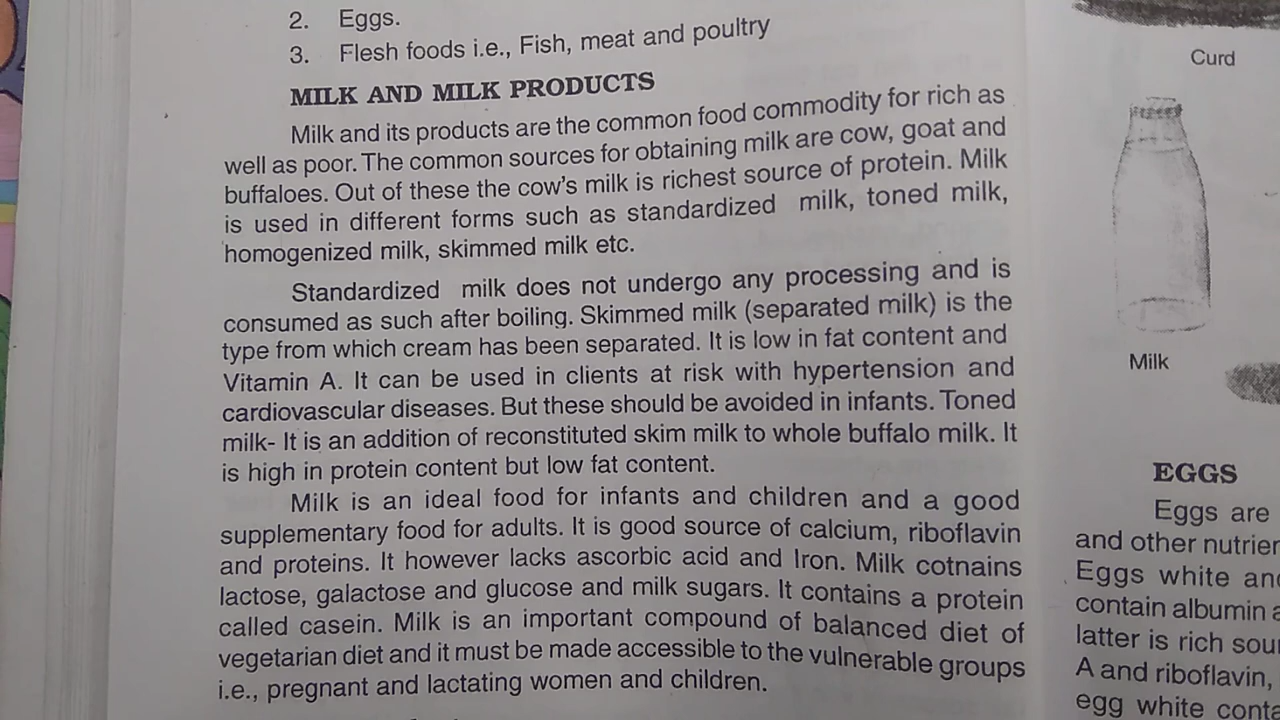 2. Eggs.
3. Flesh foods i.e., Fish, meat and poultry
MILK AND MILK PRODUCTS
Milk and its products are the common food commodity for rich as
well as poor. The common sources for obtaining milk are cow, goat and
buffaloes. Out of these the cow's milk is richest source of protein. Milk
is used in different forms such as standardized milk, toned milk,
homogenized milk, skimmed milk etc.
Standardized milk does not undergo any processing and is
consumed as such after boiling. Skimmed milk (separated milk) is the
type from which cream has been separated. It is low in fat content and
Vitamin A. It can be used in clients at risk with hypertension and
cardiovascular diseases. But these should be avoided in infants. Toned
milk- It is an addition of reconstituted skim milk to whole buffalo milk. It
is high in protein content but low fat content.
Milk is an ideal food for infants and children and a good
supplementary food for adults. It is good source of calcium, riboflavin
and proteins. It however lacks ascorbic acid and Iron. Milk cotnains
lactose, galactose and glucose and milk sugars. It contains a protein
called casein. Milk is an important compound of balanced diet of
vegetarian diet and it must be made accessible to the vulnerable groups
i.e., pregnant and lactating women and children.
Curd
Milk
EGGS
Eggs are
and other nutrien
Eggs white and
contain albumin a
latter is rich sou
A and riboflavin,
egg white conta